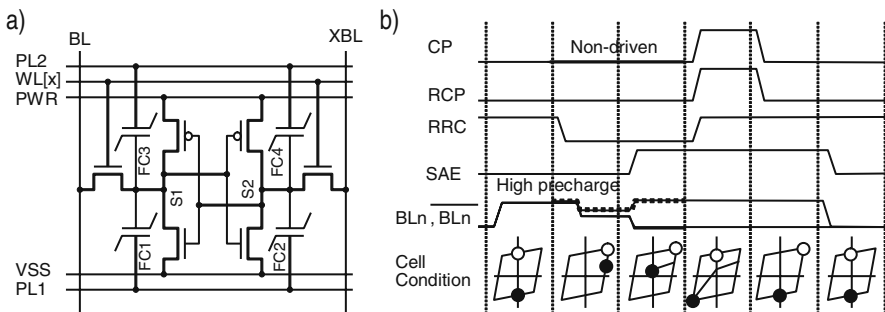 a)
BL
XBL
PL2
WL[x]
PWR
FC3
FC4
S1
S2
FC1
FC2
VSS
PL1
b)
CP
Non-driven
RCP
RRC
SAE
High precharge
BLn , BLn
Cell
Condition